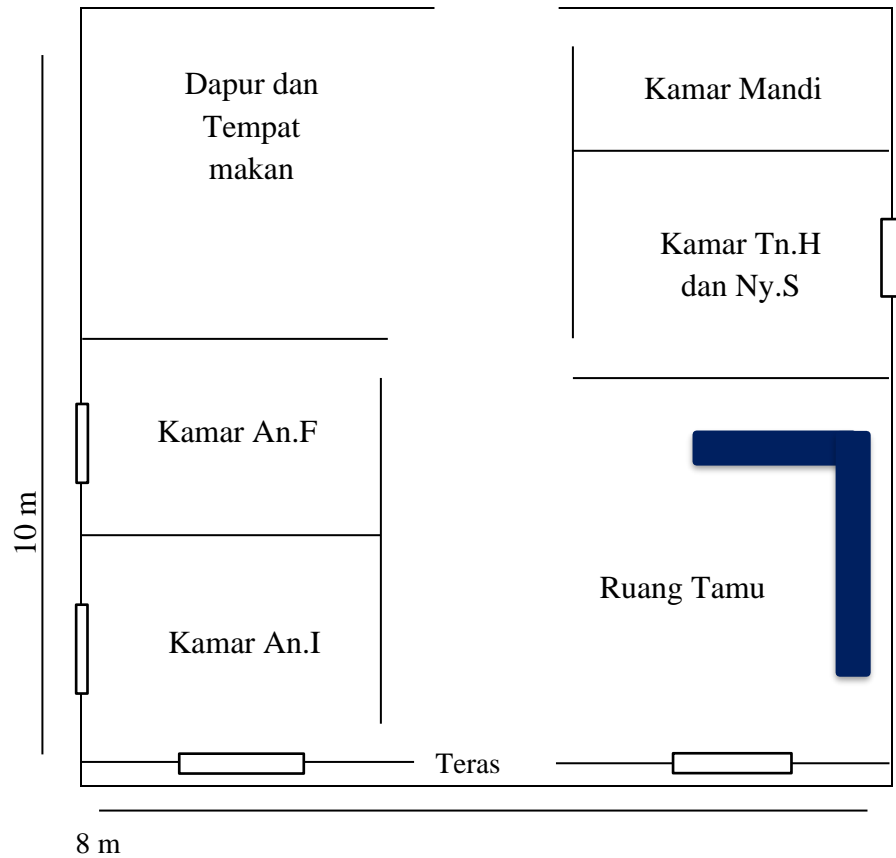 Dapur dan
Tempat
makan
Kamar Mandi
Kamar Tn.H
dan Ny.S
Kamar An.F
10 m
Ruang Tamu
Kamar An.I
Teras
8 m